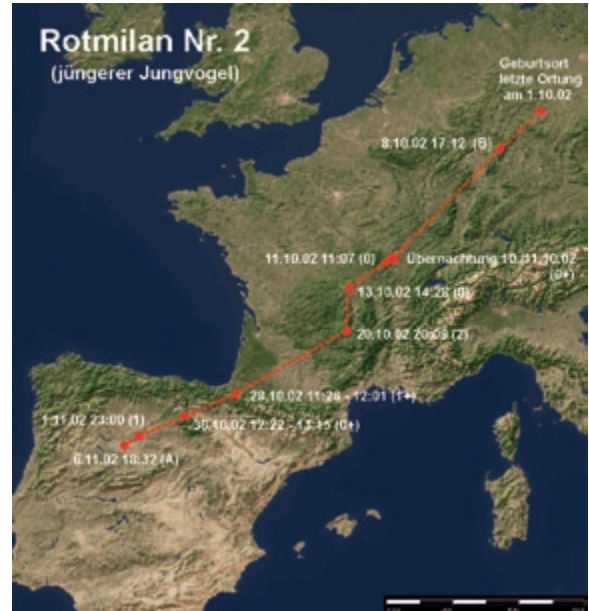 Rotmilan Nr. 2
(jüngerer Jungvogel)
Geburtsort
letzte Ortung
am 1.10.02
8.10.02 17:12 (B)
11.10.02 11:07 (0)
Übernachtung 10./11.10.02
(0+)
13.10.02 14:28 (0)
20.10.02 20:09 (2)
28.10.02 11:28 - 12:01 (1+)
1.11.02 23:00 (1)
30.10.02 12:22 - 13:15 (0+)
6.11.02 18:32 (A)